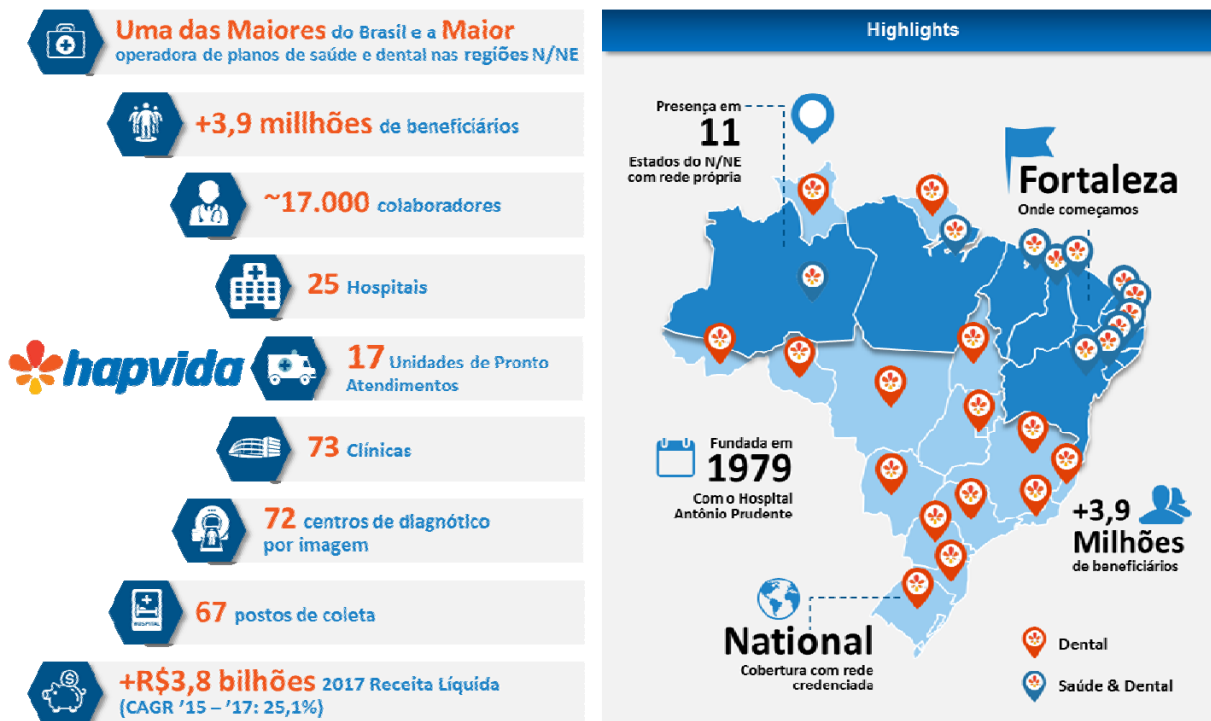 Uma das Maiores do Brasil e a Maior
operadora de planos de saúde e dental nas regiões N/NE
+3,9 millhões de beneficiários
~17.000 colaboradores
25 Hospitais
hapvida
17 Unidades de Pronto
Atendimentos
73 Clínicas
72 centros de diagnótico
por imagem
67 postos de coleta
HOSPITAL
+R$3,8 bilhões 2017 Receita Líquida
(CAGR '15 – '17: 25,1%)
Highlights
Presença em
11
Estados do N/NE
com rede própria
Fortaleza
Onde começamos
Fundada em
1979
Com o Hospital
Antônio Prudente
+3,9
Milhões
de beneficiários
National
Cobertura com rede
credenciada
Dental
Saúde & Dental